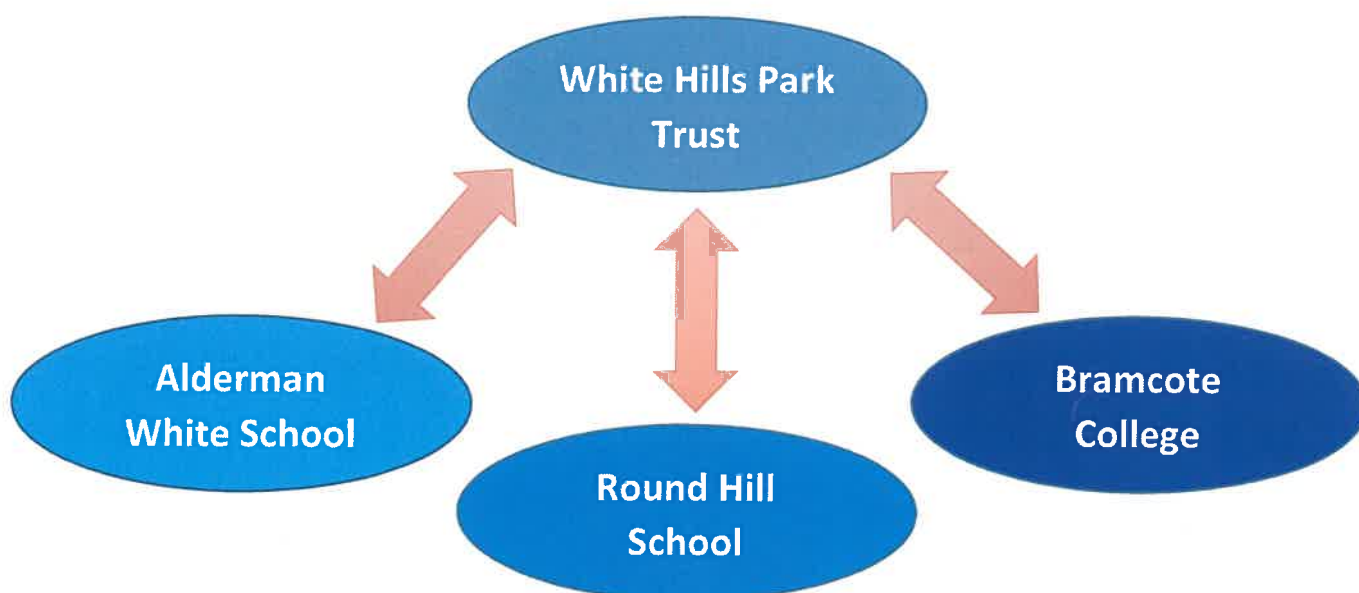 White Hills Park
Trust
Alderman
White School
Round Hill
School
Bramcote
College